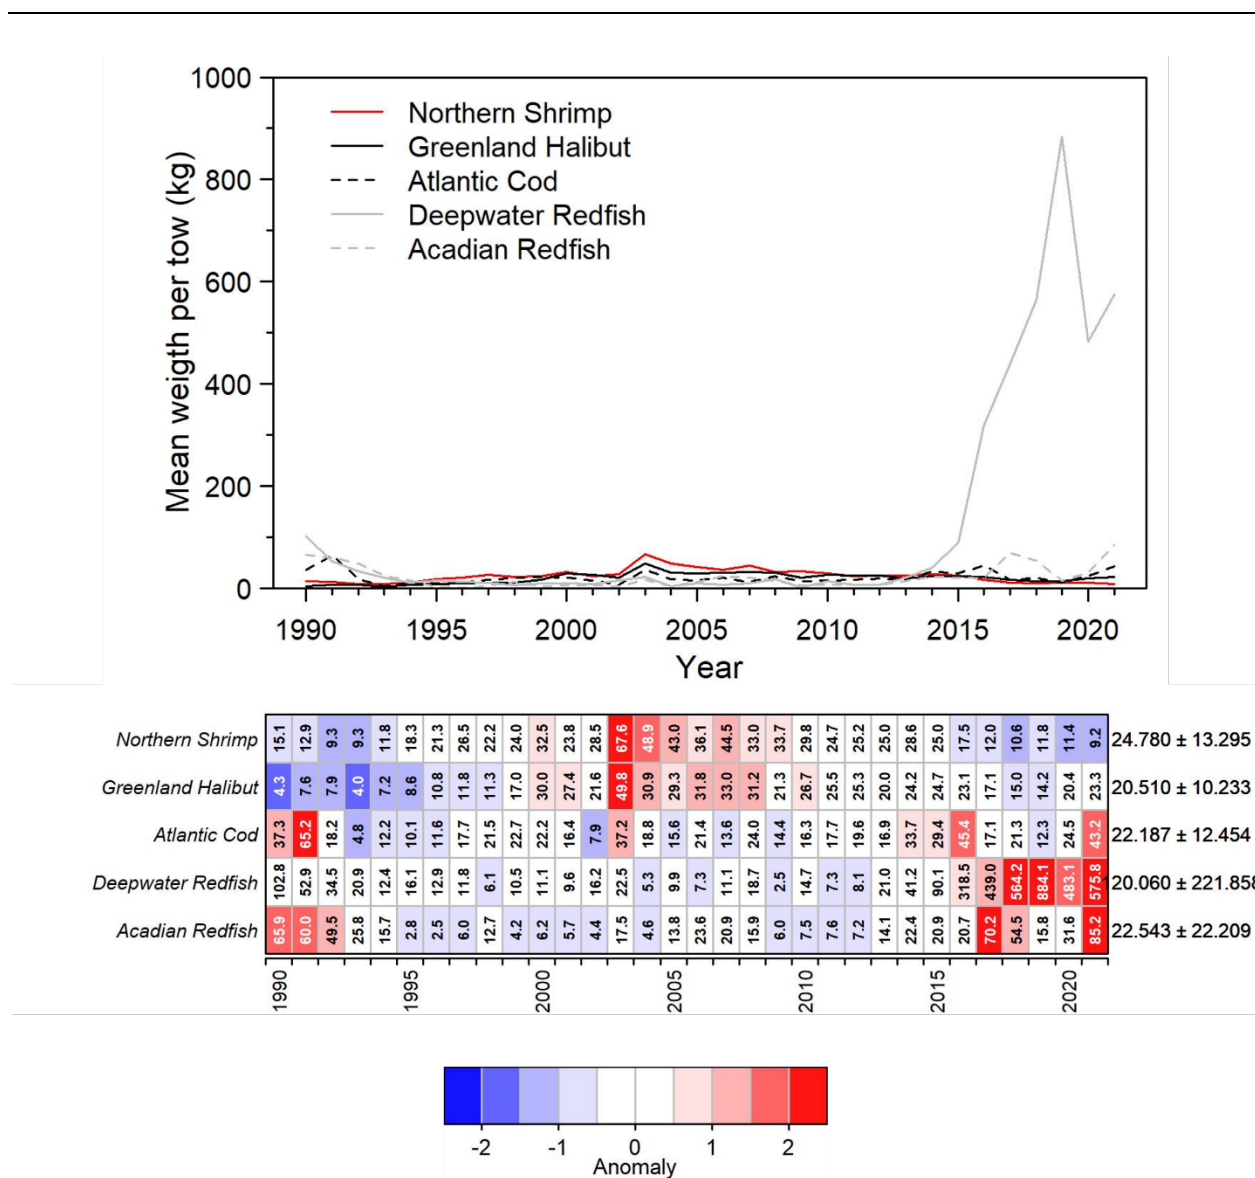 1000
800
600
400
200
0
Mean weigth per tow (kg)
Northern Shrimp
Greenland Halibut
Atlantic Cod
Deepwater Redfish
Acadian Redfish
1990 1995 2000 2005 2010 2015 2020
Year
Northern Shrimp 15.1 12.9 9.3 9.3 11.8 18.3 21.3 26.5 22.2 24.0 32.5 23.8 28.5 67.6 48.9 43.0 36.1 44.5 33.0 33.7 29.8 24.7 25.2 25.0 28.6 25.0 17.5 12.0 10.6 11.8 11.4 9.2 24.780 ± 13.295
Greenland Halibut 4.3 7.6 7.9 4.0 7.2 8.6 10.8 11.8 11.3 17.0 30.0 27.4 21.6 49.8 30.9 29.3 31.8 33.0 31.2 21.3 26.7 25.5 25.3 20.0 24.2 24.7 23.1 17.1 15.0 14.2 20.4 23.3 20.510 ± 10.233
Atlantic Cod 37.3 65.2 18.2 4.8 12.2 10.1 11.6 17.7 21.5 22.7 22.2 16.4 7.9 37.2 18.8 15.6 21.4 13.6 24.0 14.4 16.3 17.7 19.6 16.9 33.7 29.4 45.4 17.1 21.3 12.3 24.5 43.2 22.187 ± 12.454
Deepwater Redfish 102.8 52.9 34.5 20.9 12.4 16.1 12.9 11.8 6.1 10.5 11.1 9.6 16.2 22.5 5.3 9.9 7.3 11.1 18.7 2.5 14.7 7.3 8.1 21.0 41.2 90.1 318.5 439.0 564.2 884.1 483.1 575.8 120.060 ± 221.858
Acadian Redfish 65.9 60.0 49.5 25.8 15.7 2.8 2.5 6.0 12.7 4.2 6.2 5.7 4.4 17.5 4.6 13.8 23.6 20.9 15.9 6.0 7.5 7.6 7.2 14.1 22.4 20.9 20.7 70.2 54.5 15.8 31.6 85.2 22.543 ± 22.209
1990 1995 2000 2005 2010 2015 2020
-2 -1 0 1 2
Anomaly